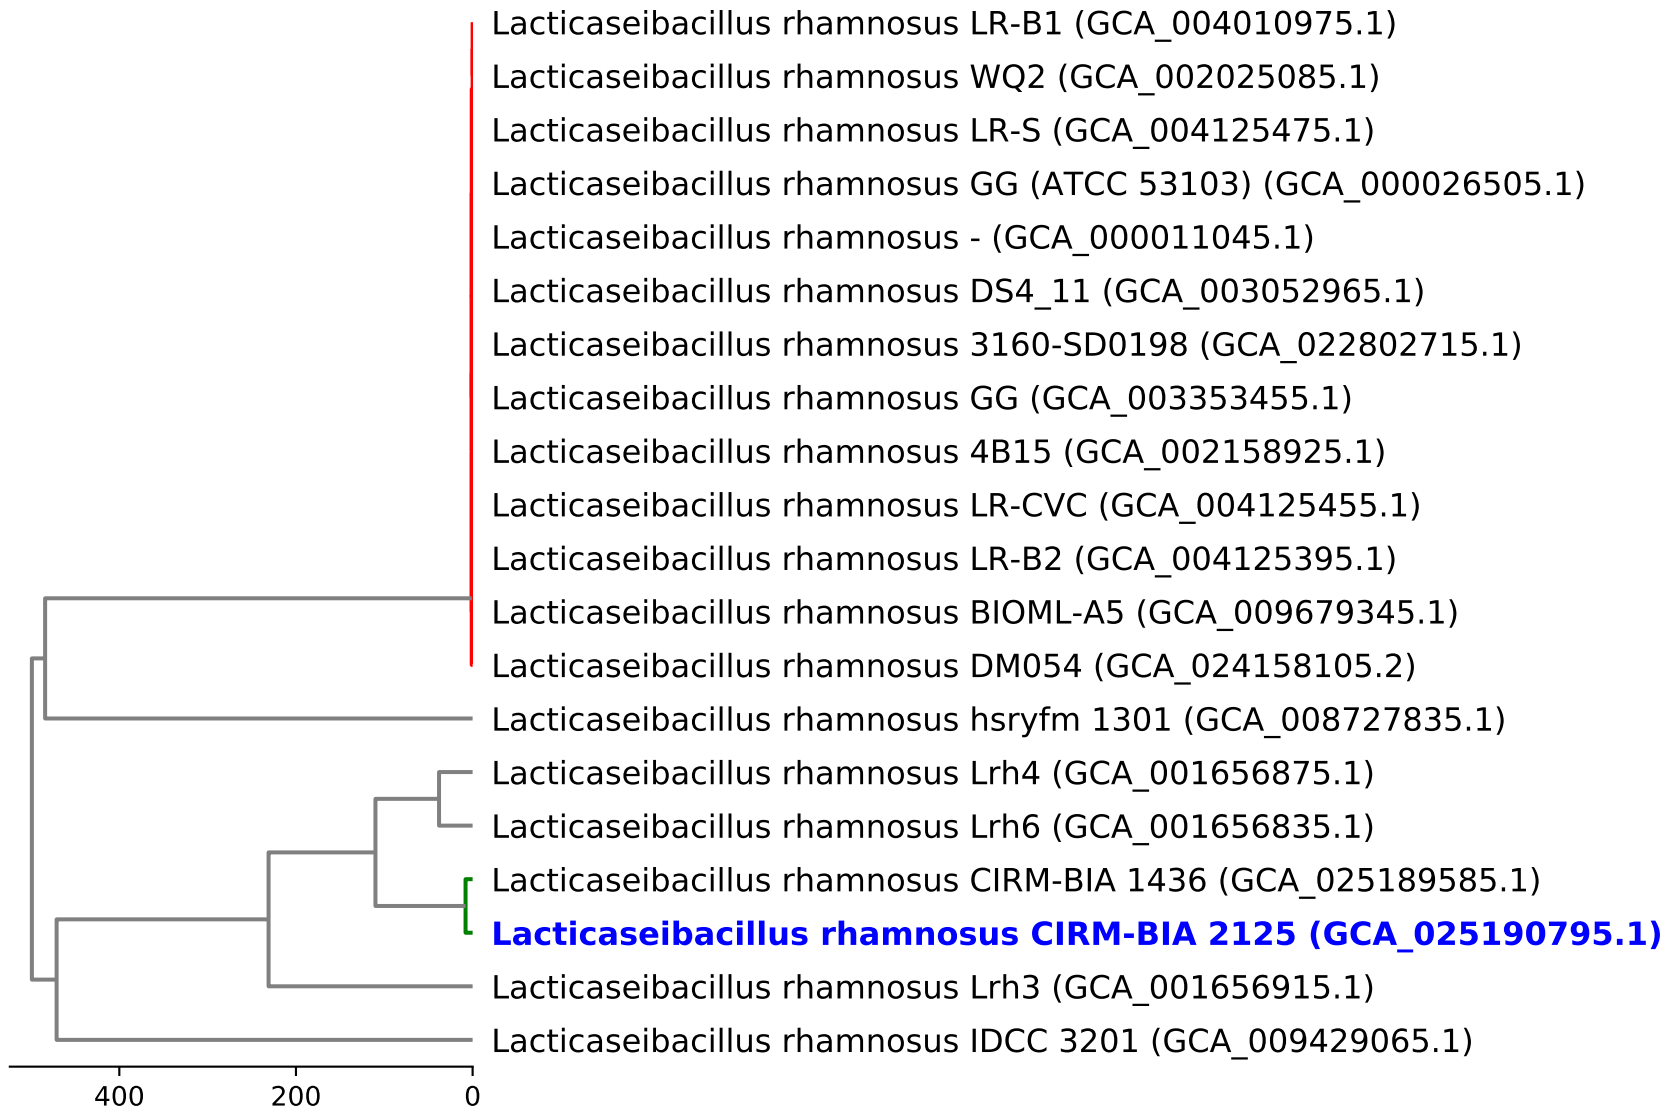 Lacticaseibacillus rhamnosus LR-B1 (GCA_004010975.1)
Lacticaseibacillus rhamnosus WQ2 (GCA_002025085.1)
Lacticaseibacillus rhamnosus LR-S (GCA_004125475.1)
Lacticaseibacillus rhamnosus GG (ATCC 53103) (GCA_000026505.1)
Lacticaseibacillus rhamnosus - (GCA_000011045.1)
Lacticaseibacillus rhamnosus DS4_11 (GCA_003052965.1)
Lacticaseibacillus rhamnosus 3160-SD0198 (GCA_022802715.1)
Lacticaseibacillus rhamnosus GG (GCA_003353455.1)
Lacticaseibacillus rhamnosus 4B15 (GCA_002158925.1)
Lacticaseibacillus rhamnosus LR-CVC (GCA_004125455.1)
Lacticaseibacillus rhamnosus LR-B2 (GCA_004125395.1)
Lacticaseibacillus rhamnosus BIOML-A5 (GCA_009679345.1)
Lacticaseibacillus rhamnosus DM054 (GCA_024158105.2)
Lacticaseibacillus rhamnosus hsryfm 1301 (GCA_008727835.1)
Lacticaseibacillus rhamnosus Lrh4 (GCA_001656875.1)
Lacticaseibacillus rhamnosus Lrh6 (GCA_001656835.1)
Lacticaseibacillus rhamnosus CIRM-BIA 1436 (GCA_025189585.1)
Lacticaseibacillus rhamnosus CIRM-BIA 2125 (GCA_025190795.1)
Lacticaseibacillus rhamnosus Lrh3 (GCA_001656915.1)
Lacticaseibacillus rhamnosus IDCC 3201 (GCA_009429065.1)
400 200 0